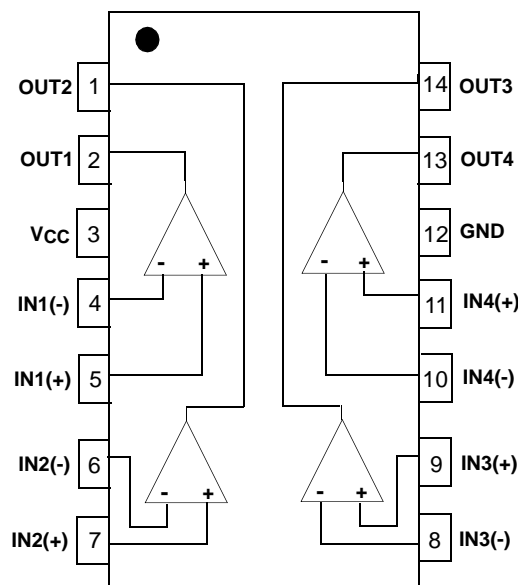 OUT2 1 14 OUT3
OUT1 2 13 OUT4
VCC 3 12 GND
- + - +
IN1(-) 4 11 IN4(+)
IN1(+) 5 10 IN4(-)
IN2(-) 6 9 IN3(+)
- + - +
IN2(+) 7 8 IN3(-)